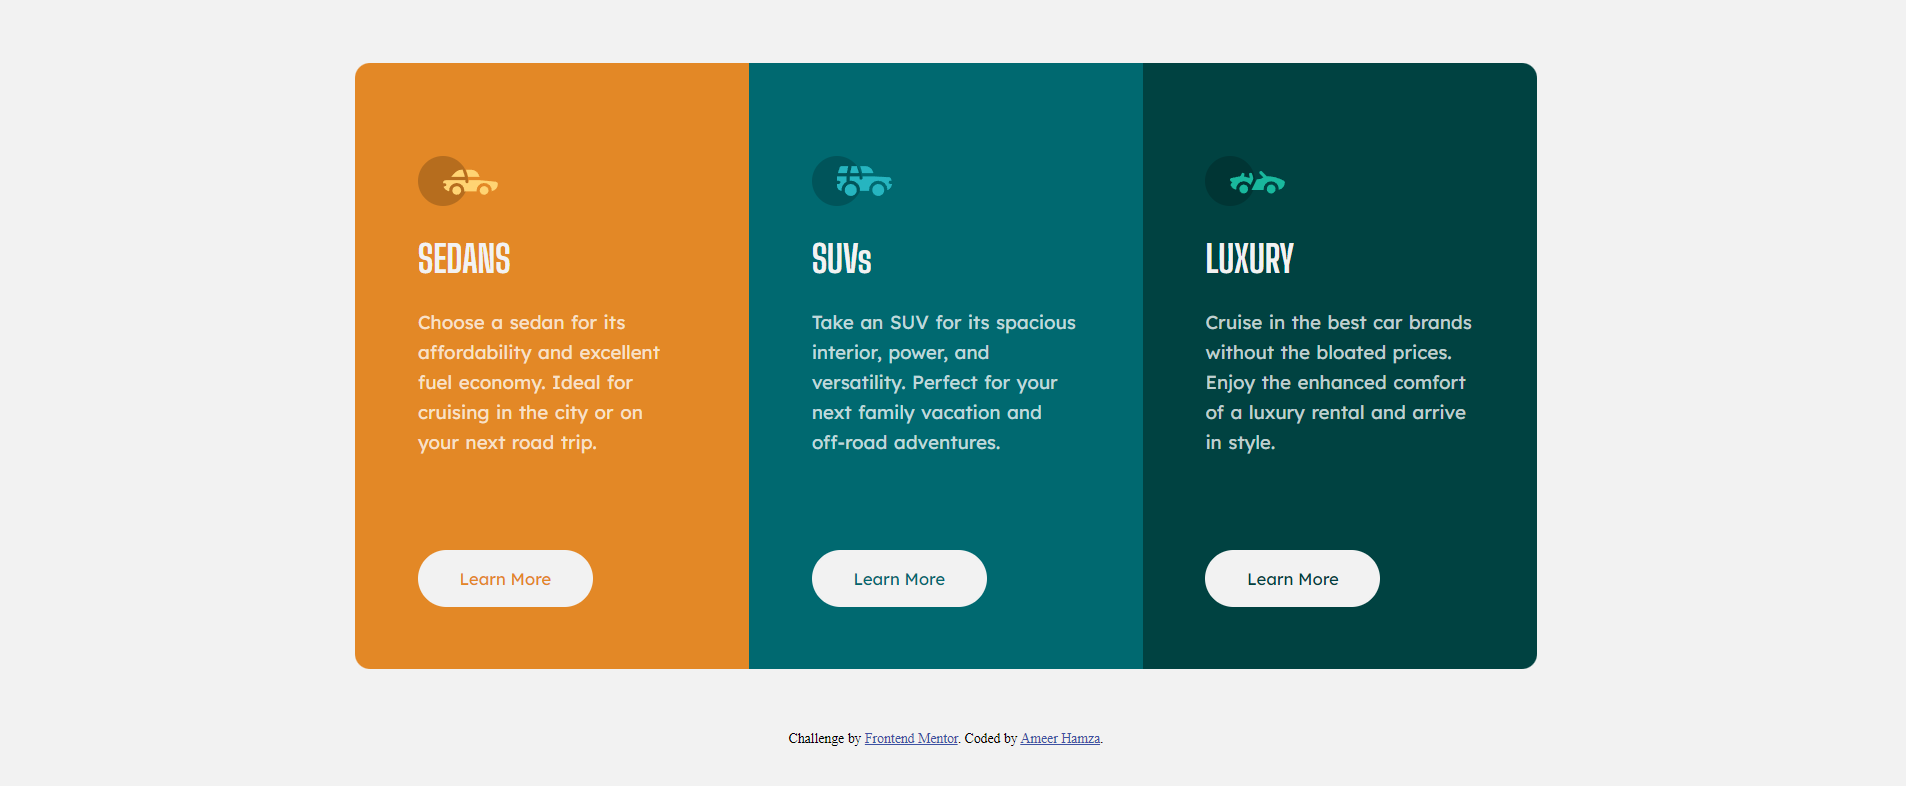 SEDANS
Choose a sedan for its
affordability and excellent
fuel economy. Ideal for
cruising in the city or on
your next road trip.
Learn More
SUVs
Take an SUV for its spacious
interior, power, and
versatility. Perfect for your
next family vacation and
off-road adventures.
Learn More
LUXURY
Cruise in the best car brands
without the bloated prices.
Enjoy the enhanced comfort
of a luxury rental and arrive
in style.
Learn More
Challenge by Frontend Mentor. Coded by Ameer Hamza.